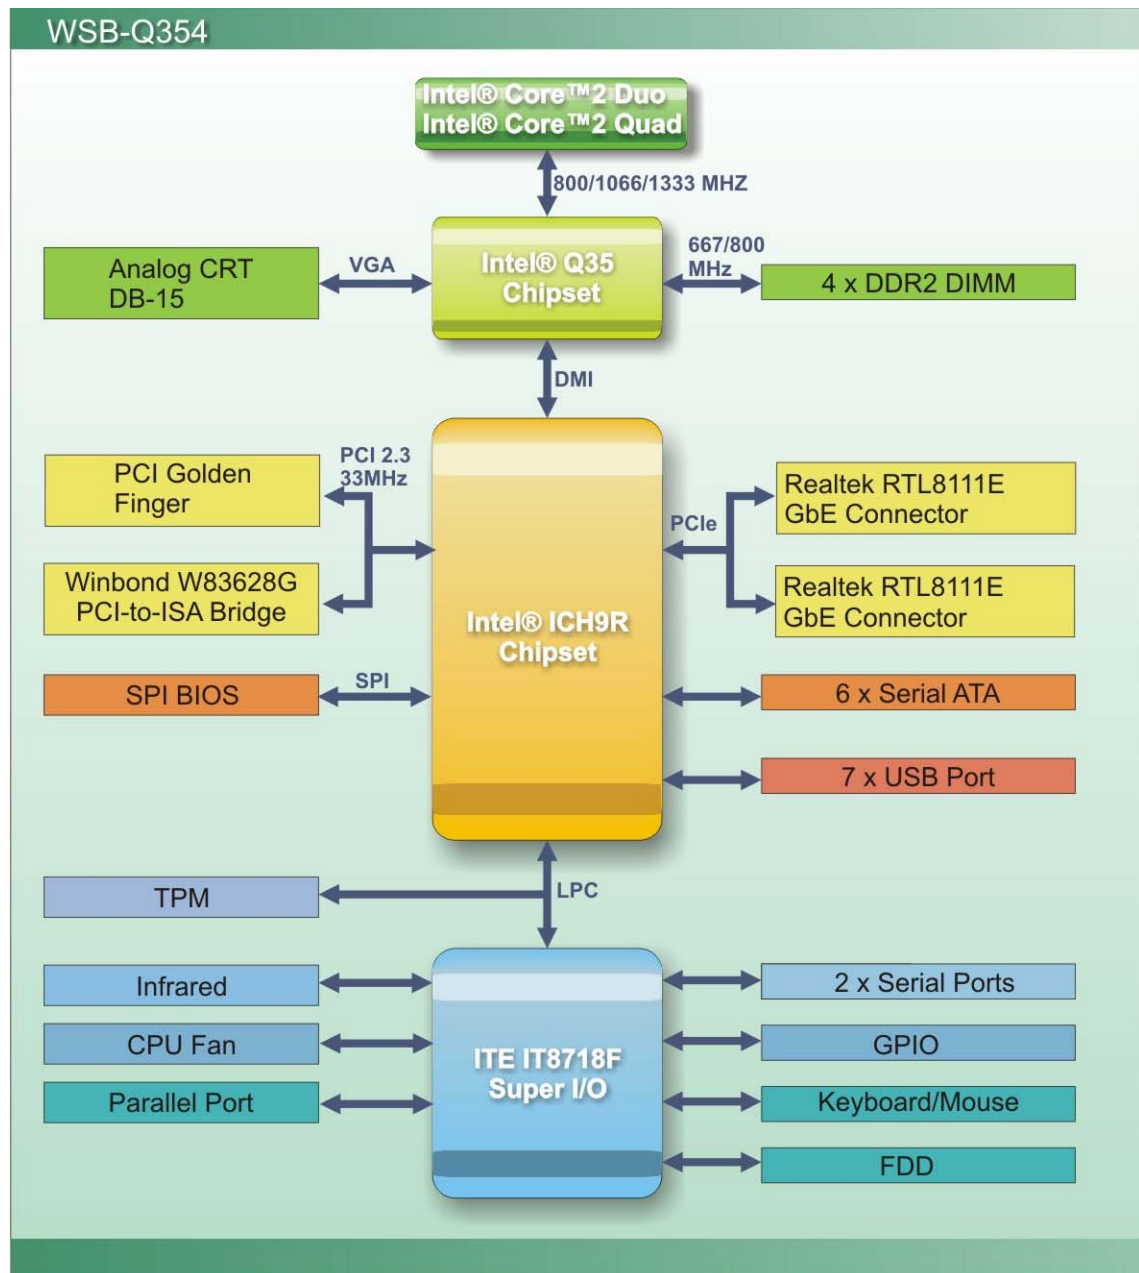 WSB-Q354
Intel® Core™2 Duo
Intel® Core™2 Quad
800/1066/1333 MHZ
Analog CRT
DB-15
VGA
Intel® Q35
Chipset
667/800
MHz
4 x DDR2 DIMM
DMI
PCI Golden
Finger
PCI 2.3
33MHz
Winbond W83628G
PCI-to-ISA Bridge
Intel® ICH9R
Chipset
PCIe
Realtek RTL8111E
GbE Connector
Realtek RTL8111E
GbE Connector
SPI BIOS
SPI
6 x Serial ATA
7 x USB Port
TPM
LPC
Infrared
CPU Fan
Parallel Port
ITE IT8718F
Super I/O
2 x Serial Ports
GPIO
Keyboard/Mouse
FDD